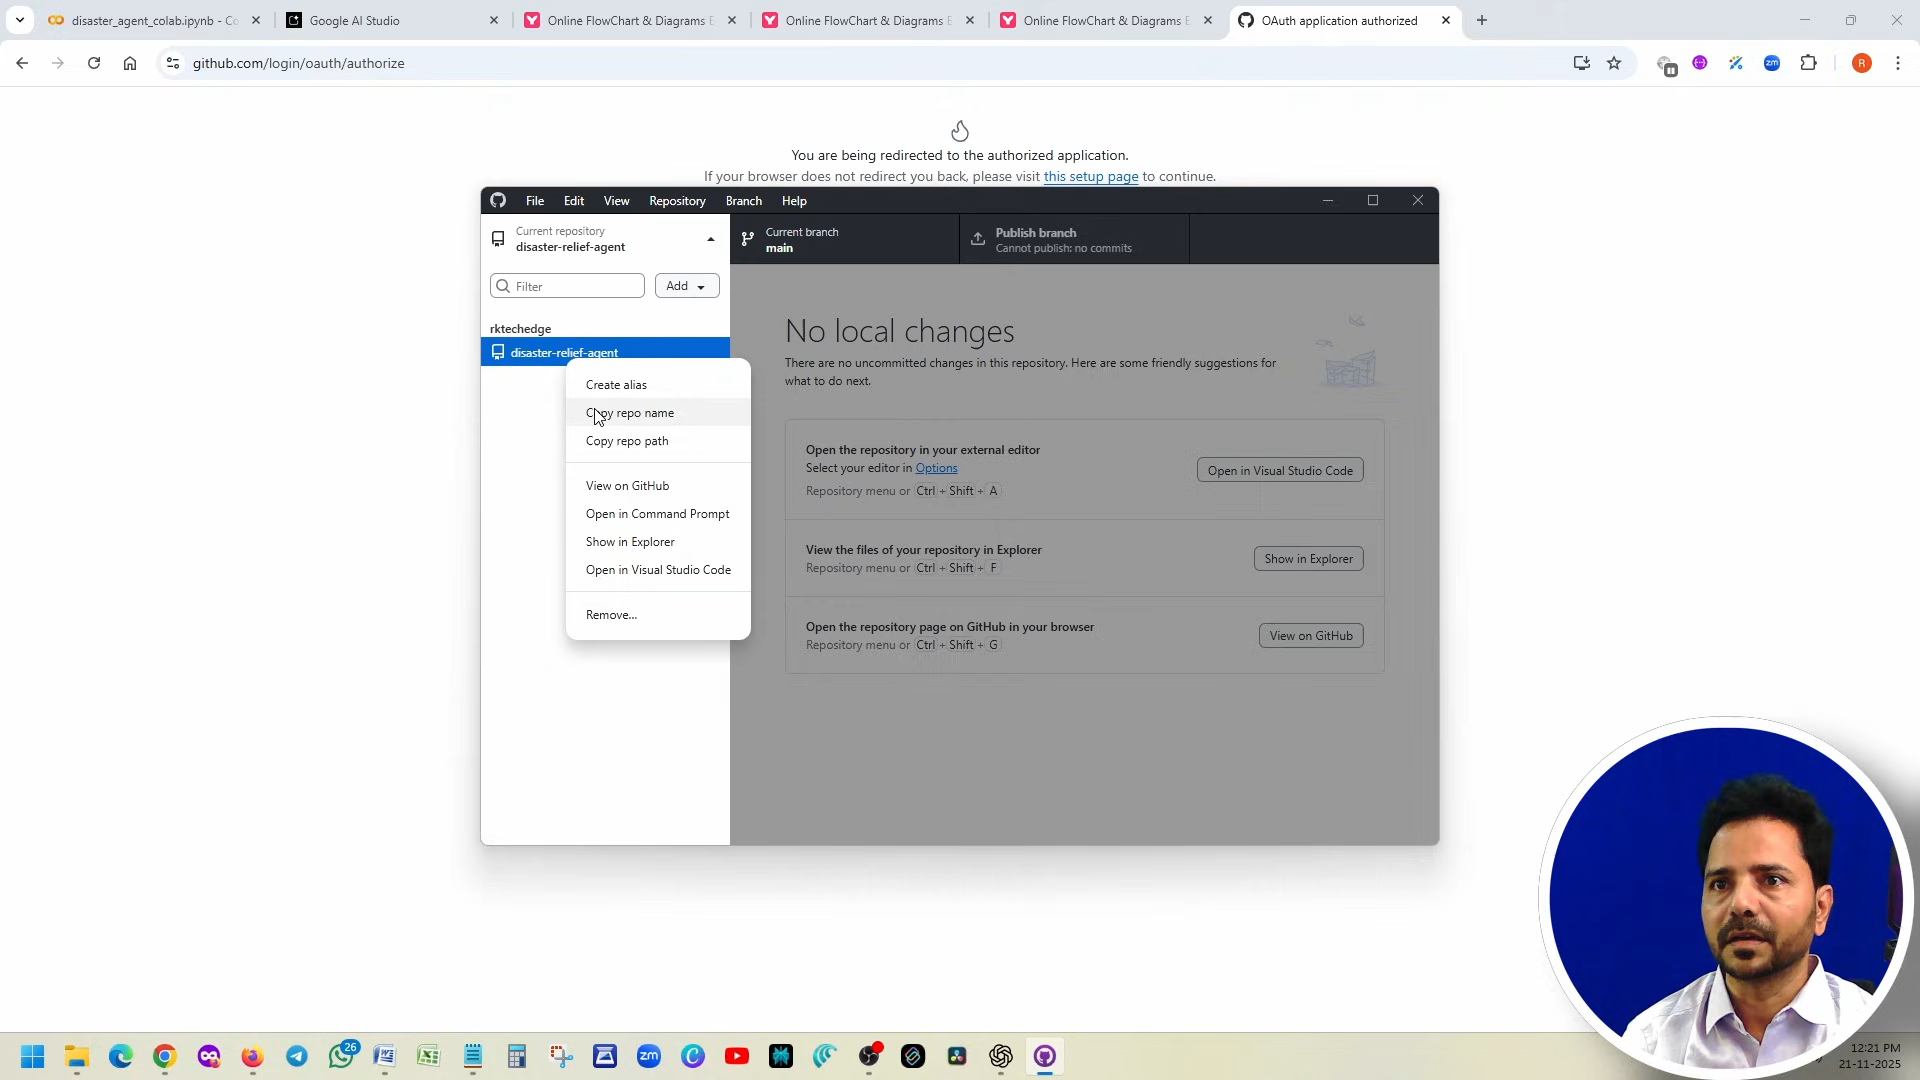 disaster_agent_colab.ipynb - Co
Google AI Studio
Online FlowChart & Diagrams E
Online FlowChart & Diagrams E
Online FlowChart & Diagrams E
OAuth application authorized
github.com/login/oauth/authorize
zm
R
You are being redirected to the authorized application.
If your browser does not redirect you back, please visit this setup page to continue.
File
Edit
View
Repository
Branch
Help
Current repository
disaster-relief-agent
Current branch
main
Publish branch
Cannot publish: no commits
Filter
Add
rktechedge
disaster-relief-agent
Create alias
Copy repo name
Copy repo path
View on GitHub
Open in Command Prompt
Show in Explorer
Open in Visual Studio Code
Remove...
No local changes
There are no uncommitted changes in this repository. Here are some friendly suggestions for
what to do next.
Open the repository in your external editor
Select your editor in Options
Repository menu or Ctrl + Shift + A
Open in Visual Studio Code
View the files of your repository in Explorer
Repository menu or Ctrl + Shift + F
Show in Explorer
Open the repository page on GitHub in your browser
Repository menu or Ctrl + Shift + G
View on GitHub
26
zm
12:21 PM
21-11-2025